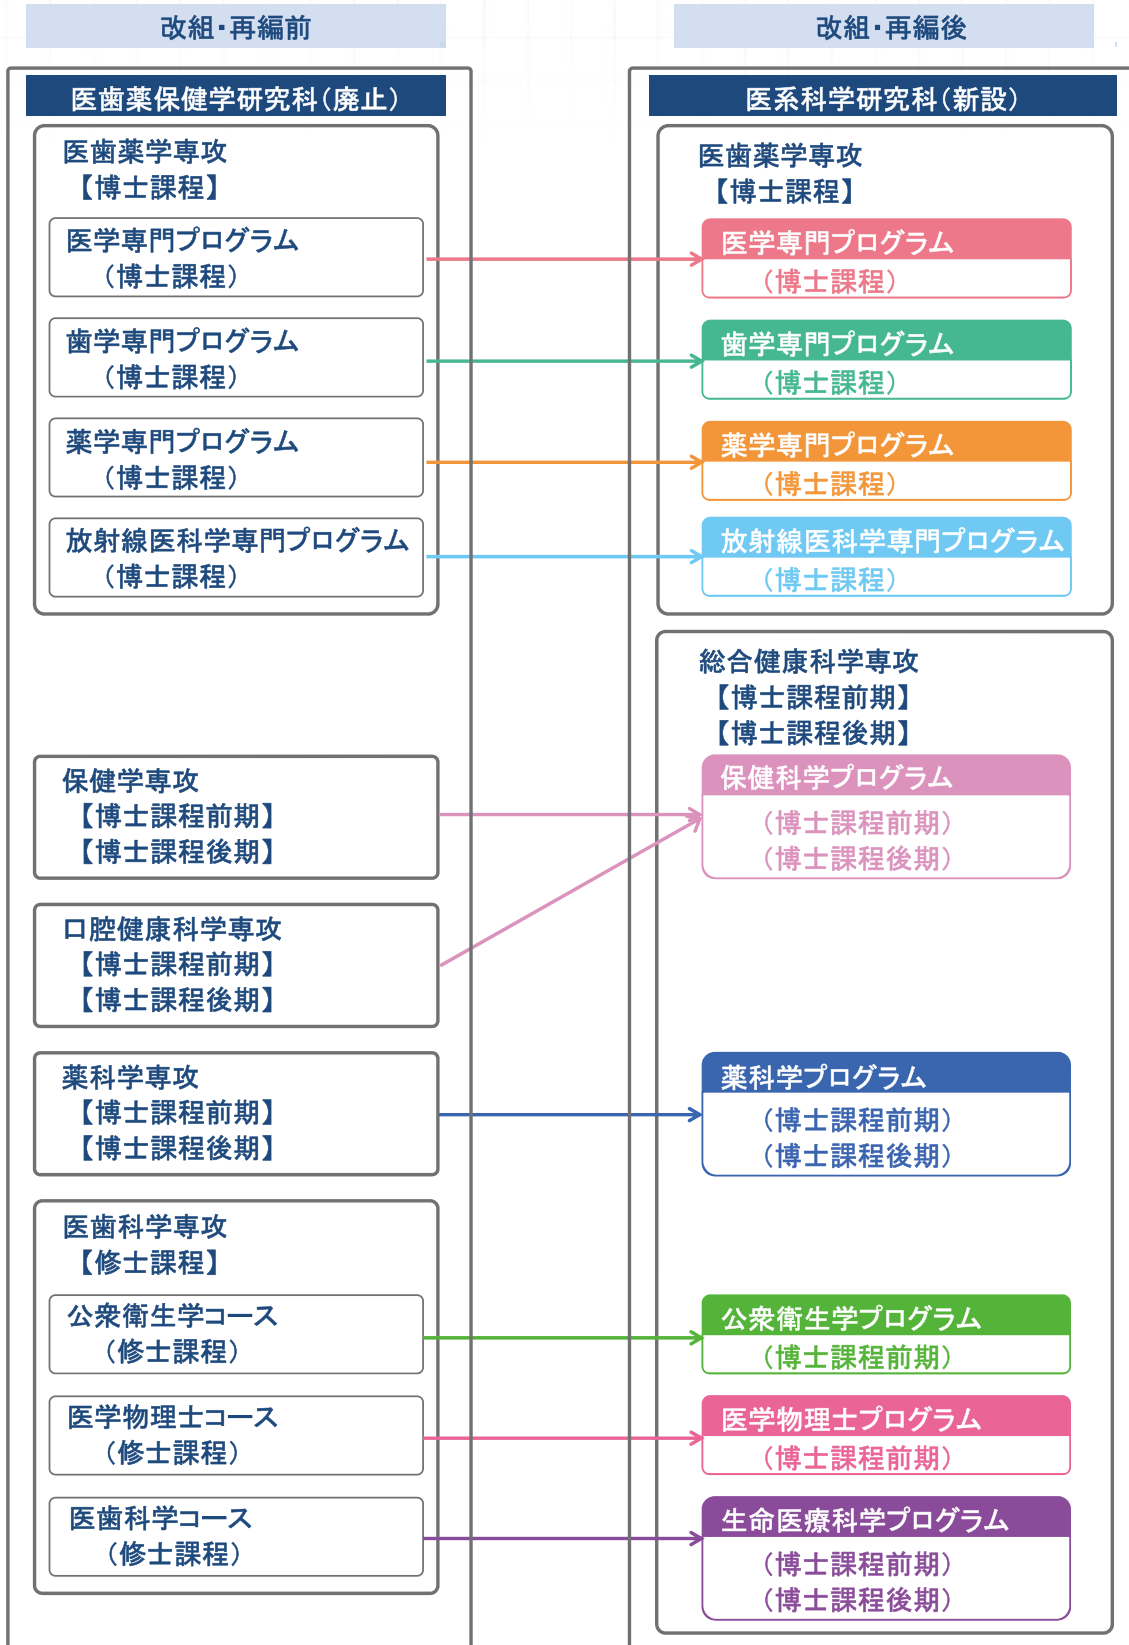 改組・再編前
医歯薬保健学研究科(廃止)
医歯薬学専攻
【博士課程】
医学専門プログラム
(博士課程)
歯学専門プログラム
(博士課程)
薬学専門プログラム
(博士課程)
放射線医科学専門プログラム
(博士課程)
保健学専攻
【博士課程前期】
【博士課程後期】
口腔健康科学専攻
【博士課程前期】
【博士課程後期】
薬科学専攻
【博士課程前期】
【博士課程後期】
医歯科学専攻
【修士課程】
公衆衛生学コース
(修士課程)
医学物理士コース
(修士課程)
医歯科学コース
(修士課程)
改組・再編後
医系科学研究科(新設)
医歯薬学専攻
【博士課程】
医学専門プログラム
(博士課程)
歯学専門プログラム
(博士課程)
薬学専門プログラム
(博士課程)
放射線医科学専門プログラム
(博士課程)
総合健康科学専攻
【博士課程前期】
【博士課程後期】
保健科学プログラム
(博士課程前期)
(博士課程後期)
薬科学プログラム
(博士課程前期)
(博士課程後期)
公衆衛生学プログラム
(博士課程前期)
医学物理士プログラム
(博士課程前期)
生命医療科学プログラム
(博士課程前期)
(博士課程後期)